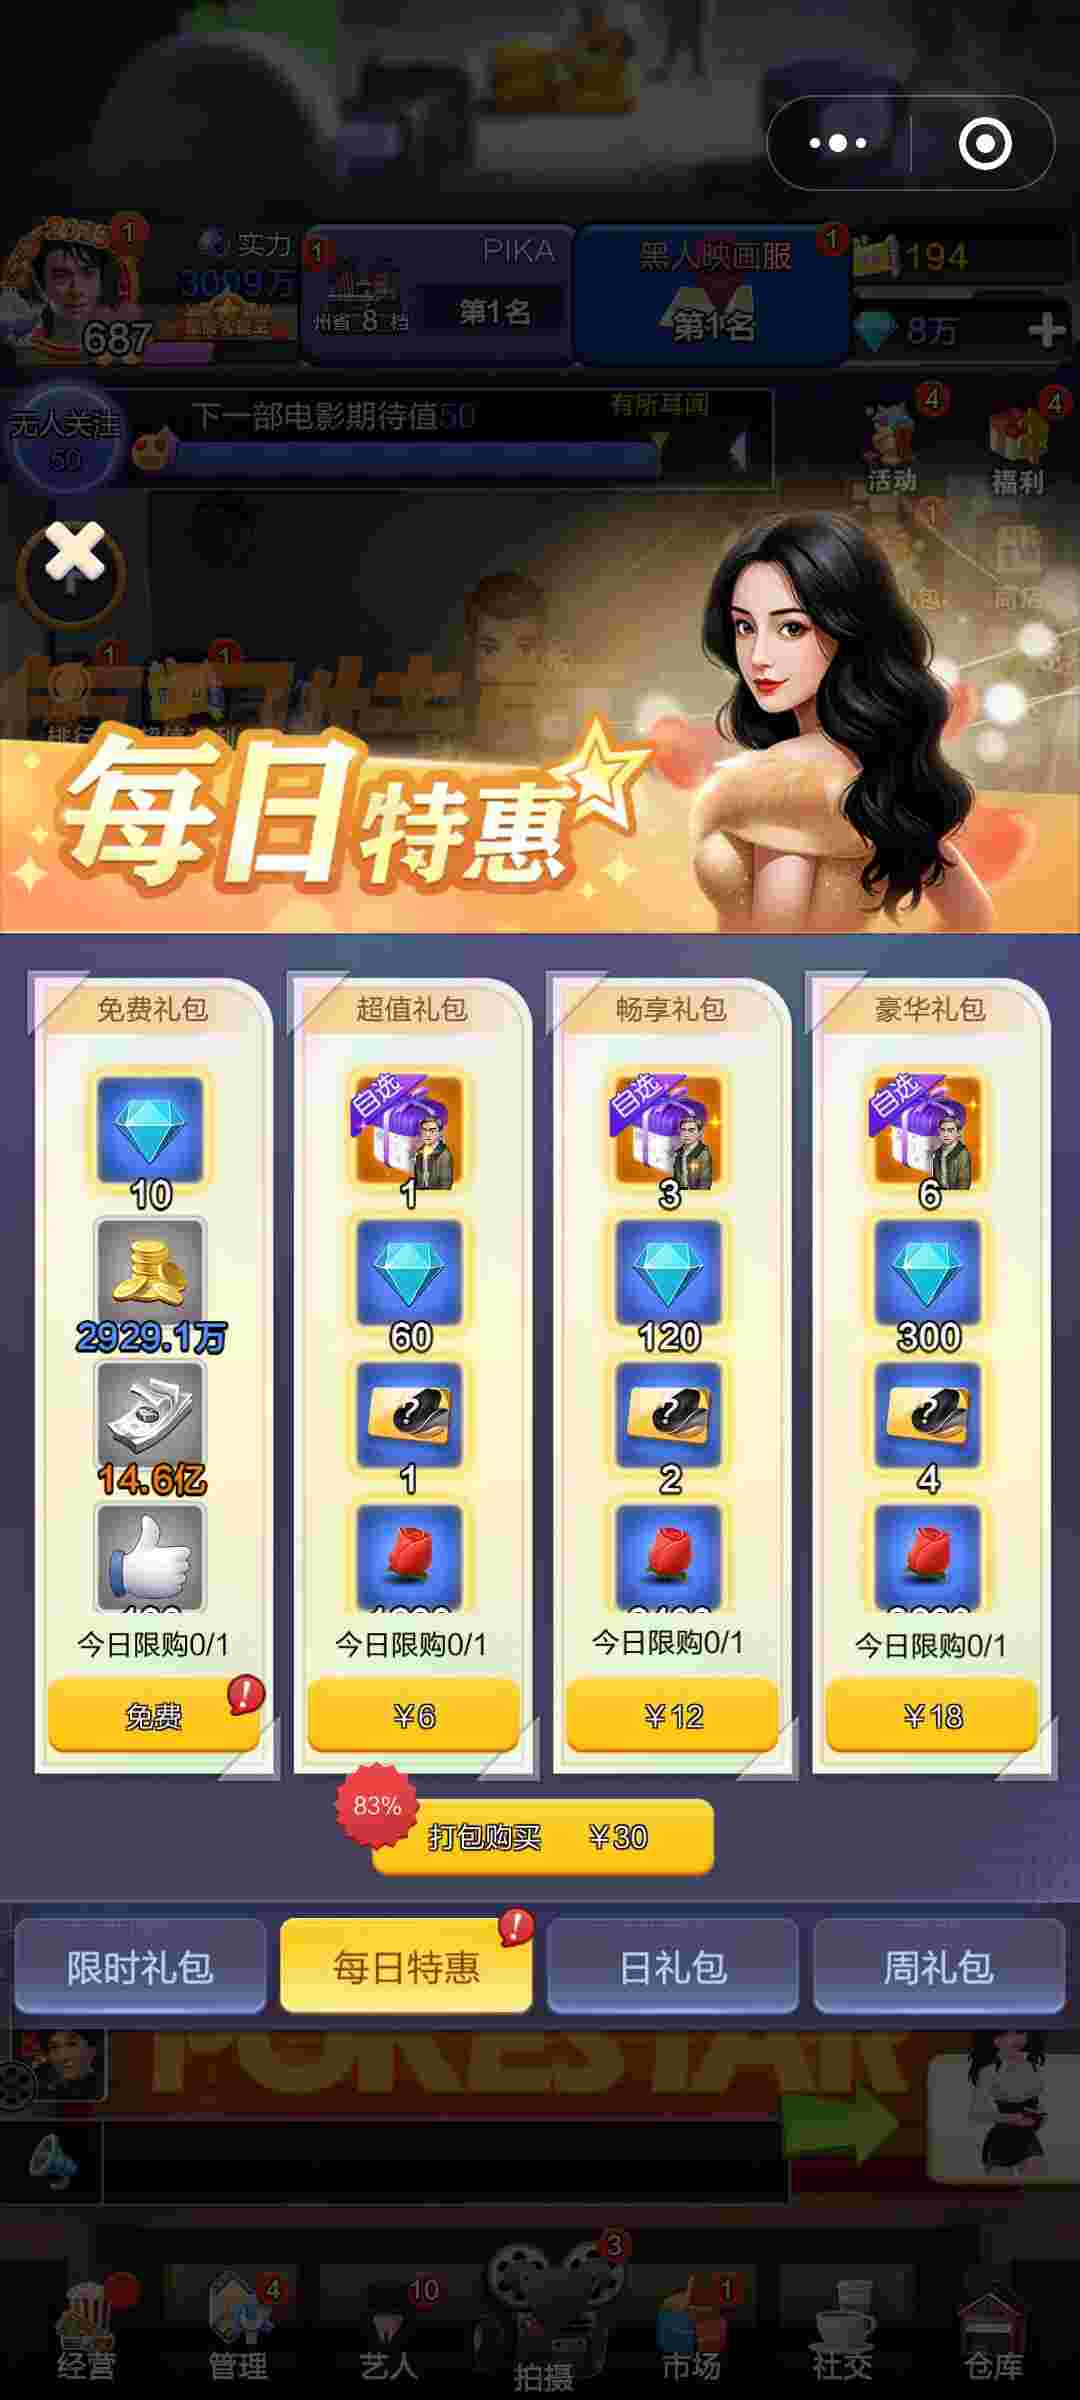 1
实力
3099万
687
1
PIKA
州省 8 档
第1名
1
黑人映画服
第1名
194
8万
无人关注
50
下一部电影期待值50
有所耳闻
4
活动
4
福利
1
礼包
商店
1
1
每日特惠
免费礼包
10
2929.1万
14.6亿
今日限购0/1
免费
超值礼包
自选
1
60
1
今日限购0/1
¥6
畅享礼包
自选
3
120
2
今日限购0/1
¥12
豪华礼包
自选
6
300
4
今日限购0/1
¥18
83%
打包购买 ¥30
限时礼包
每日特惠
日礼包
周礼包
经营
4
管理
10
艺人
3
拍摄
1
市场
社交
仓库